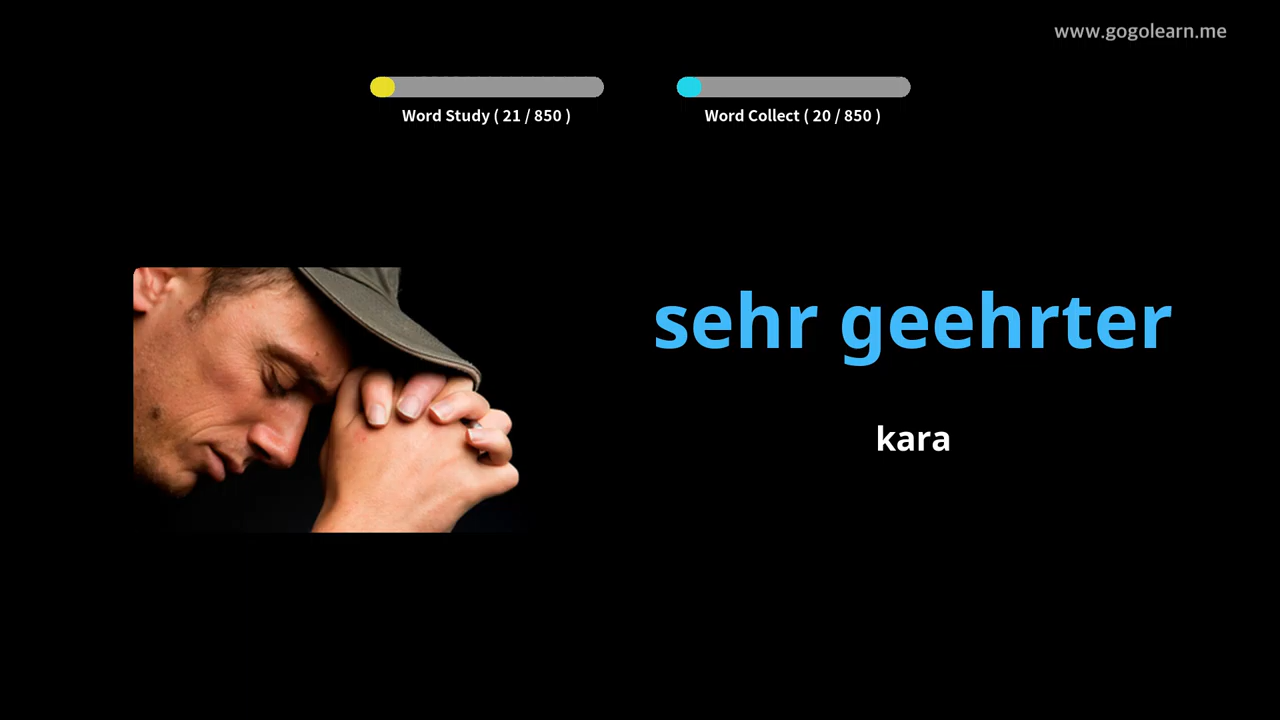 www.gogolearn.me
Word Study ( 21 / 850 )
Word Collect ( 20 / 850 )
sehr geehrter
kara